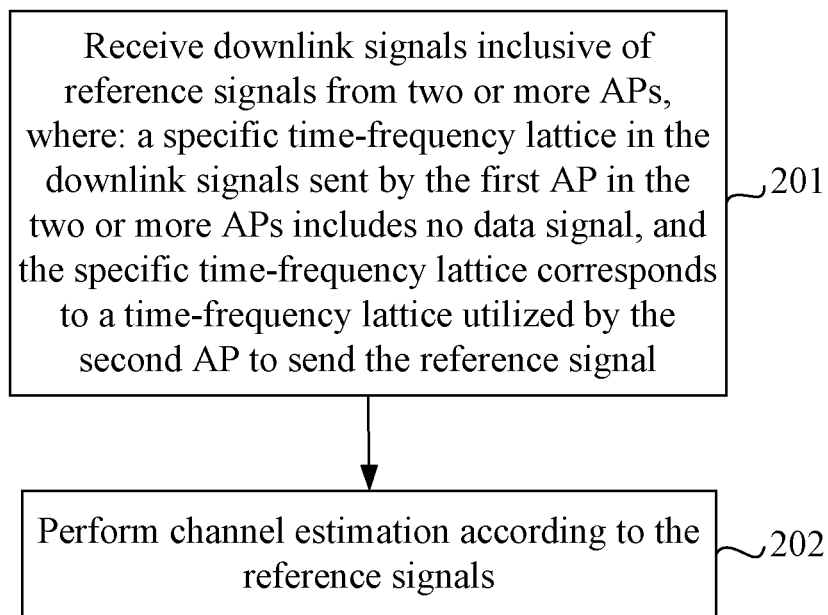 Receive downlink signals inclusive of
reference signals from two or more APs,
where: a specific time-frequency lattice in the
downlink signals sent by the first AP in the
two or more APs includes no data signal, and
the specific time-frequency lattice corresponds
to a time-frequency lattice utilized by the
second AP to send the reference signal
201
Perform channel estimation according to the
reference signals
202